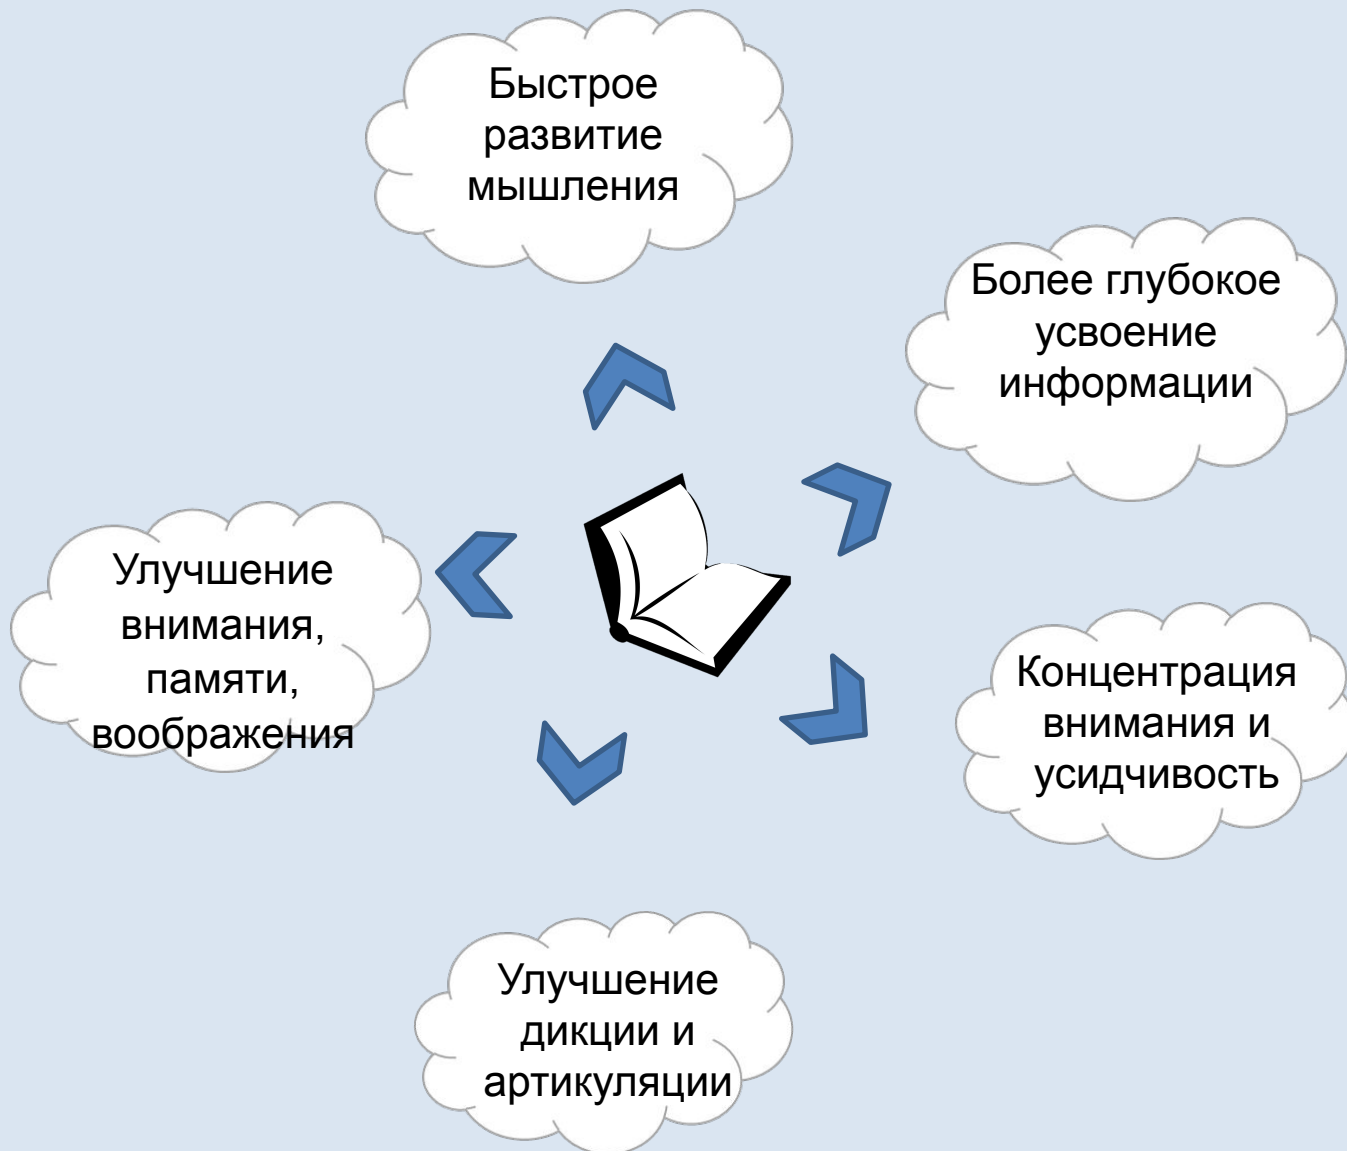 Быстрое
развитие
мышления
Более глубокое
усвоение
информации
Улучшение
внимания,
памяти,
воображения
Концентрация
внимания и
усидчивость
Улучшение
дикции и
артикуляции